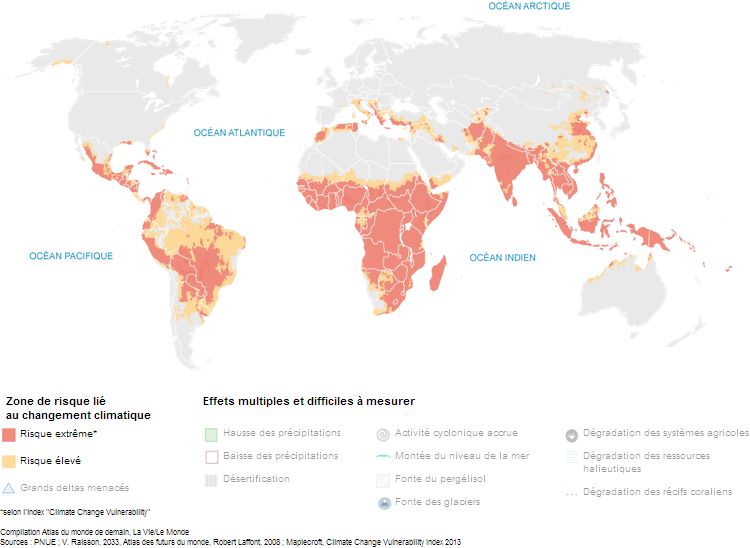 OCÉAN ARCTIQUE
OCÉAN ATLANTIQUE
OCÉAN PACIFIQUE
OCÉAN INDIEN
Zone de risque lié
au changement climatique
Risque extrême*
Risque élevé
Grands deltas menacés
Effets multiples et difficiles à mesurer
Hausse des précipitations
Baisse des précipitations
Désertification
Activité cyclonique accrue
Montée du niveau de la mer
Fonte du pergélisol
Fonte des glaciers
Dégradation des systèmes agricoles
Dégradation des ressources
halieutiques
Dégradation des récifs coraliens
*selon l'index "Climate Change Vulnerability"
Compilation Atlas du monde de demain, La Vie/Le Monde
Sources : PNUE ; V. Raisson, 2033, Atlas des futurs du monde, Robert Laffont, 2008 ; Maplecroft, Climate Change Vulnerability Index 2013